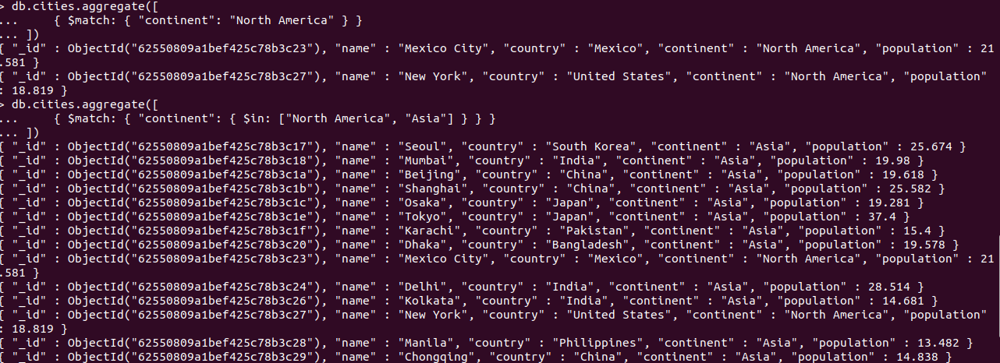 > db.cities.aggregate([
...     { $match: { "continent": "North America" } }
... ])
{ "_id" : ObjectId("62550809a1bef425c78b3c23"), "name" : "Mexico City", "country" : "Mexico", "continent" : "North America", "population" : 21
.581 }
{ "_id" : ObjectId("62550809a1bef425c78b3c27"), "name" : "New York", "country" : "United States", "continent" : "North America", "population"
: 18.819 }
> db.cities.aggregate([
...     { $match: { "continent": { $in: ["North America", "Asia"] } } }
... ])
{ "_id" : ObjectId("62550809a1bef425c78b3c17"), "name" : "Seoul", "country" : "South Korea", "continent" : "Asia", "population" : 25.674 }
{ "_id" : ObjectId("62550809a1bef425c78b3c18"), "name" : "Mumbai", "country" : "India", "continent" : "Asia", "population" : 19.98 }
{ "_id" : ObjectId("62550809a1bef425c78b3c1a"), "name" : "Beijing", "country" : "China", "continent" : "Asia", "population" : 19.618 }
{ "_id" : ObjectId("62550809a1bef425c78b3c1b"), "name" : "Shanghai", "country" : "China", "continent" : "Asia", "population" : 25.582 }
{ "_id" : ObjectId("62550809a1bef425c78b3c1c"), "name" : "Osaka", "country" : "Japan", "continent" : "Asia", "population" : 19.281 }
{ "_id" : ObjectId("62550809a1bef425c78b3c1e"), "name" : "Tokyo", "country" : "Japan", "continent" : "Asia", "population" : 37.4 }
{ "_id" : ObjectId("62550809a1bef425c78b3c1f"), "name" : "Karachi", "country" : "Pakistan", "continent" : "Asia", "population" : 15.4 }
{ "_id" : ObjectId("62550809a1bef425c78b3c20"), "name" : "Dhaka", "country" : "Bangladesh", "continent" : "Asia", "population" : 19.578 }
{ "_id" : ObjectId("62550809a1bef425c78b3c23"), "name" : "Mexico City", "country" : "Mexico", "continent" : "North America", "population" : 21
.581 }
{ "_id" : ObjectId("62550809a1bef425c78b3c24"), "name" : "Delhi", "country" : "India", "continent" : "Asia", "population" : 28.514 }
{ "_id" : ObjectId("62550809a1bef425c78b3c26"), "name" : "Kolkata", "country" : "India", "continent" : "Asia", "population" : 14.681 }
{ "_id" : ObjectId("62550809a1bef425c78b3c27"), "name" : "New York", "country" : "United States", "continent" : "North America", "population"
: 18.819 }
{ "_id" : ObjectId("62550809a1bef425c78b3c28"), "name" : "Manila", "country" : "Philippines", "continent" : "Asia", "population" : 13.482 }
{ "_id" : ObjectId("62550809a1bef425c78b3c29"), "name" : "Chongqing", "country" : "China", "continent" : "Asia", "population" : 14.838 }